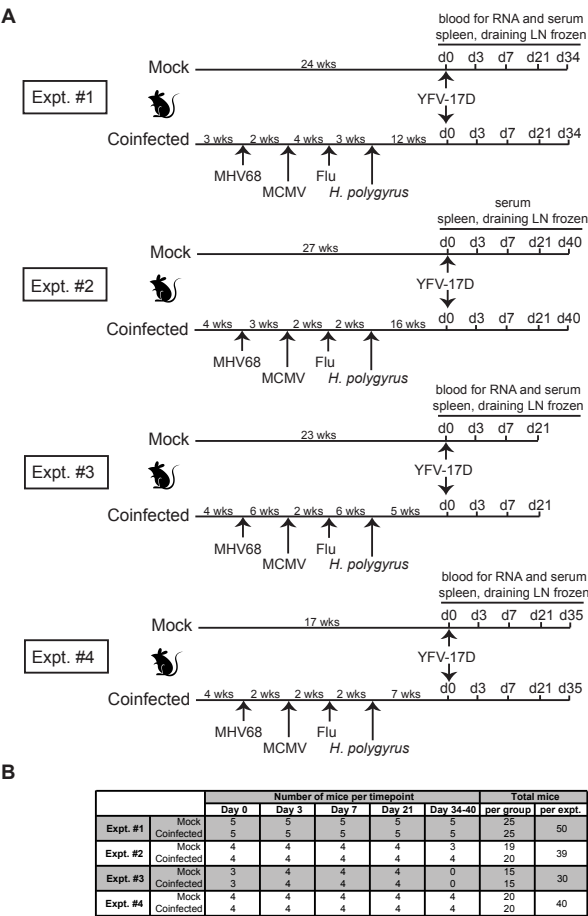 A
blood for RNA and serum
spleen, draining LN frozen
Mock 24 wks d0 d3 d7 d21 d34
Expt. #1
YFV-17D
Coinfected 3 wks 2 wks 4 wks 3 wks 12 wks d0 d3 d7 d21 d34
MHV68 Flu
MCMV H. polygyrus
serum
spleen, draining LN frozen
Mock 27 wks d0 d3 d7 d21 d40
Expt. #2
YFV-17D
Coinfected 4 wks 3 wks 2 wks 2 wks 16 wks d0 d3 d7 d21 d40
MHV68 Flu
MCMV H. polygyrus
blood for RNA and serum
spleen, draining LN frozen
Mock 23 wks d0 d3 d7 d21
Expt. #3
YFV-17D
Coinfected 4 wks 6 wks 2 wks 6 wks 5 wks d0 d3 d7 d21
MHV68 Flu
MCMV H. polygyrus
blood for RNA and serum
spleen, draining LN frozen
Mock 17 wks d0 d3 d7 d21 d35
Expt. #4
YFV-17D
Coinfected 4 wks 2 wks 2 wks 2 wks 7 wks d0 d3 d7 d21 d35
MHV68 Flu
MCMV H. polygyrus
B
Number of mice per timepoint Total mice
Day 0 Day 3 Day 7 Day 21 Day 34-40 per group per expt.
Expt. #1 Mock 5 5 5 5 5 25 50
Coinfected 5 5 5 5 5 25
Expt. #2 Mock 4 4 4 4 3 19 39
Coinfected 4 4 4 4 4 20
Expt. #3 Mock 3 4 4 4 0 15 30
Coinfected 3 4 4 4 0 15
Expt. #4 Mock 4 4 4 4 4 20 40
Coinfected 4 4 4 4 4 20